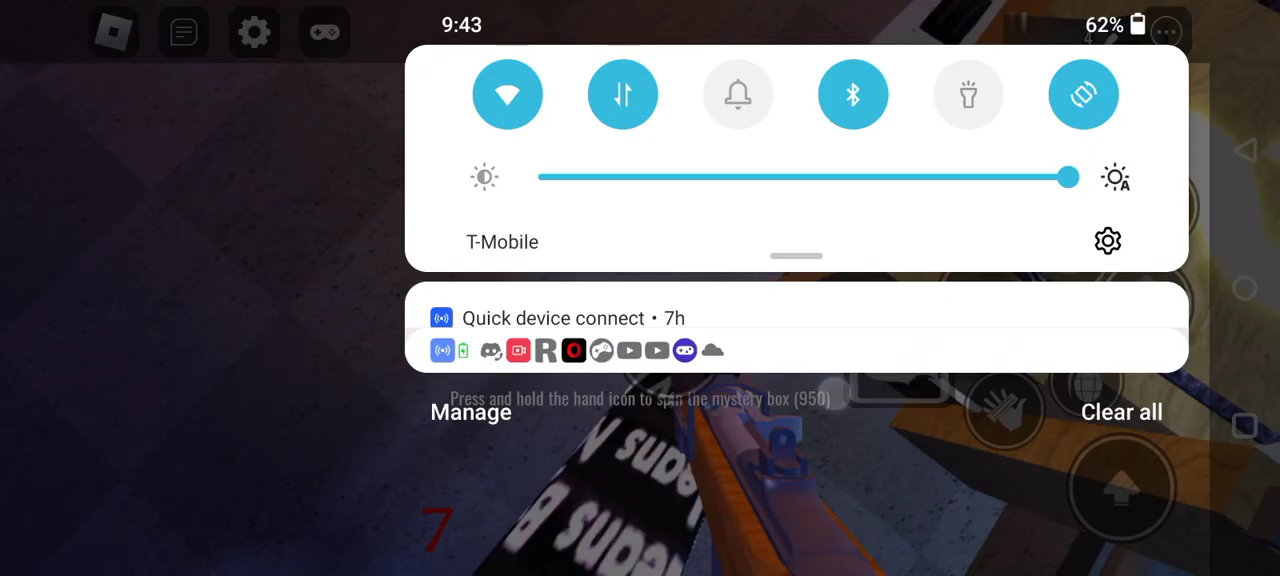 9:43
62%
A
T-Mobile
Quick device connect • 7h
Press and hold the hand icon to spin the mystery box (950)
Manage
Clear all
7